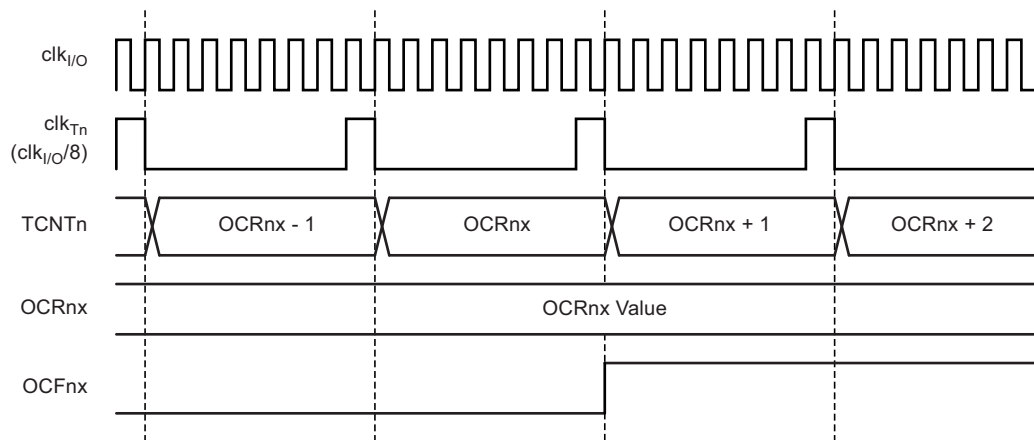 clkI/O
clkTn
(clkI/O/8)
TCNTn
OCRnx - 1
OCRnx
OCRnx + 1
OCRnx + 2
OCRnx
OCRnx Value
OCFnx